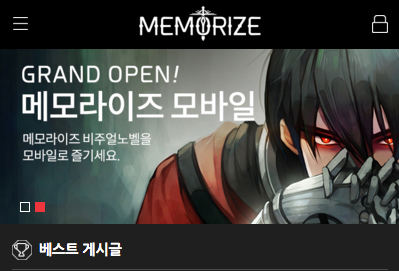 MEMORIZE
GRAND OPEN!
메모라이즈 모바일
메모라이즈 비주얼노벨을
모바일로 즐기세요.
베스트 게시글